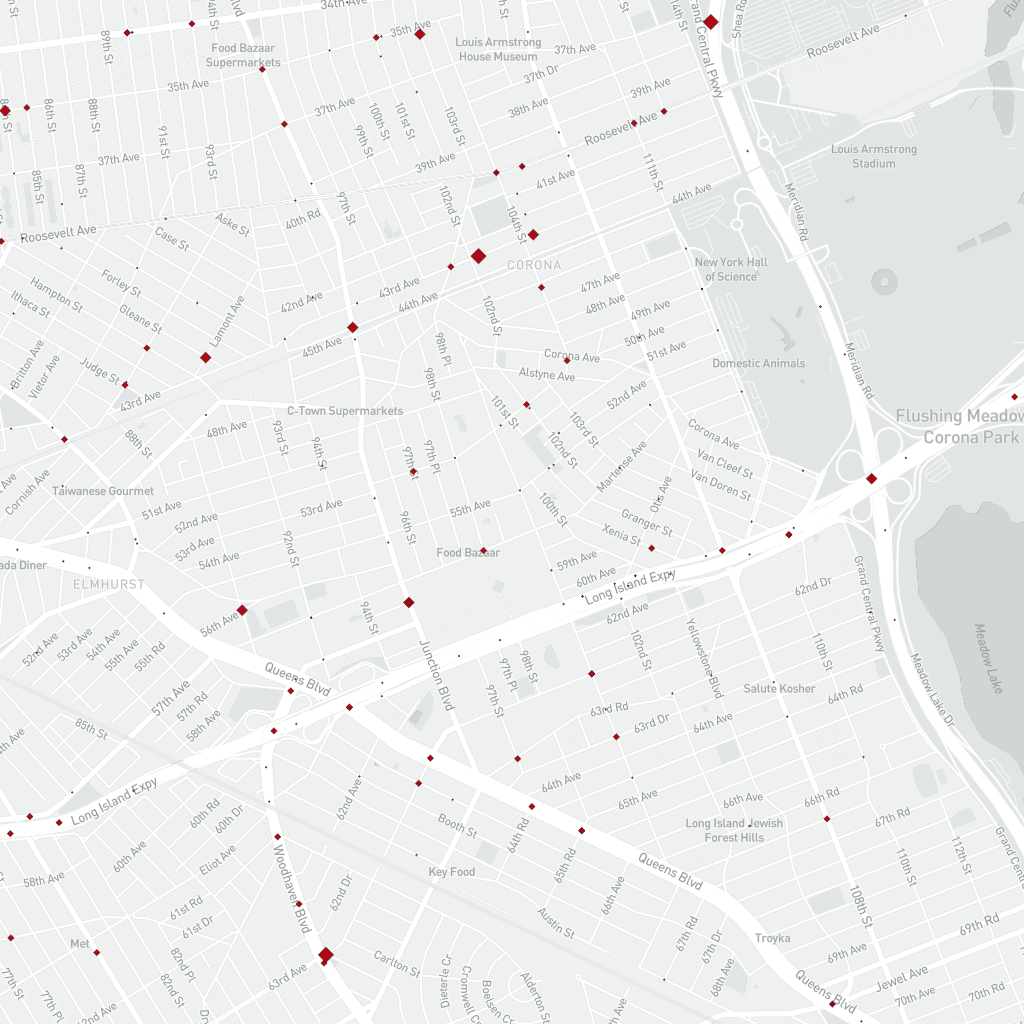 34th Ave
35th Ave
Food Bazaar
Supermarkets
Louis Armstrong
House Museum
37th Ave
Grand Central Pkwy
Shea Rd
Roosevelt Ave
89th St
35th Ave
37th Dr
39th Ave
86th St
88th St
91st St
93rd St
37th Ave
38th Ave
99th St
100th St
101st St
103rd St
Roosevelt Ave
Louis Armstrong
Stadium
37th Ave
85th St
87th St
39th Ave
41st Ave
111th St
44th Ave
Meridian Rd
Roosevelt Ave
Aske St
Case St
40th Rd
97th St
102nd St
104th St
CORONA
New York Hall
of Science
Forley St
Hampton St
Ithaca St
Gleane St
Lamont Ave
42nd Ave
43rd Ave
44th Ave
47th Ave
48th Ave
49th Ave
50th Ave
51st Ave
102nd St
45th Ave
Britton Ave
Vietor Ave
Judge St
43rd Ave
98th Pl
98th St
Corona Ave
Alstyne Ave
Domestic Animals
Meridian Rd
52nd Ave
Flushing Meadow
Corona Park
C-Town Supermarkets
48th Ave
88th St
93rd St
94th St
97th St
97th Pl
101st St
102nd St
103rd St
Martense Ave
Corona Ave
Van Cleef St
Van Doren St
Otis Ave
Cornish Ave
Taiwanese Gourmet
51st Ave
52nd Ave
53rd Ave
54th Ave
53rd Ave
55th Ave
100th St
Granger St
Xenia St
96th St
92nd St
Food Bazaar
59th Ave
60th Ave
Long Island Expy
62nd Ave
62nd Dr
Grand Central Pkwy
ada Diner
ELMHURST
56th Ave
94th St
52nd Ave
53rd Ave
54th Ave
55th Ave
55th Rd
Queens Blvd
Junction Blvd
97th Pl
98th St
97th St
102nd St
Yellowstone Blvd
110th St
Meadow Lake
Meadow Lake Dr
57th Ave
57th Rd
58th Ave
85th St
Salute Kosher
64th Rd
63rd Rd
63rd Dr
64th Ave
64th Ave
65th Ave
66th Ave
66th Rd
67th Rd
Long Island Expy
60th Rd
60th Dr
62nd Ave
Booth St
64th Rd
65th Rd
Long Island Jewish
Forest Hills
60th Ave
Eliot Ave
Woodhaven Blvd
58th Ave
Key Food
62nd Dr
Queens Blvd
66th Ave
Austin St
108th St
110th St
112th St
Grand Centr
61st Rd
61st Dr
67th Rd
67th Dr
68th Ave
Troyka
69th Ave
69th Rd
Met
82nd Pl
82nd St
63rd Ave
Carlton St
Dieterle Cr
Cromwell C
Boelsen Cr
Alderton St
Queens Blvd
Jewel Ave
70th Ave
70th Rd
77th St
77th Pl